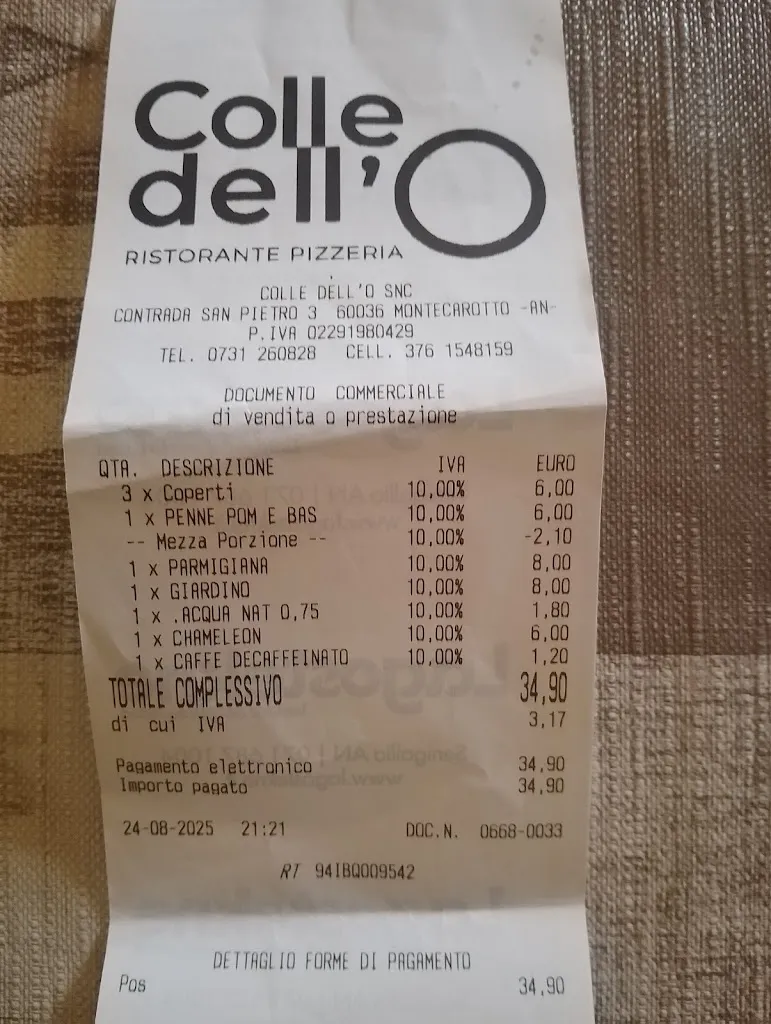 Colle
dell'O
RISTORANTE PIZZERIA
COLLE DELL'O SNC
CONTRADA SAN PIETRO 3 60036 MONTECAROTTO -AN-
P.IVA 02291980429
TEL. 0731 260828 CELL. 376 1548159
DOCUMENTO COMMERCIALE
di vendita o prestazione
QTA. DESCRIZIONE IVA EURO
3 x Coperti 10,00% 6,00
1 x PENNE POM E BAS 10,00% 6,00
-- Mezza Porzione -- 10,00% -2,10
1 x PARMIGIANA 10,00% 8,00
1 x GIARDINO 10,00% 8,00
1 x .ACQUA NAT 0,75 10,00% 1,80
1 x CHAMELEON 10,00% 6,00
1 x CAFFE DECAFFEINATO 10,00% 1,20
TOTALE COMPLESSIVO 34,90
di cui IVA 3,17
Pagamento elettronico 34,90
Importo pagato 34,90
24-08-2025 21:21 DOC.N. 0668-0033
RT 94IBQ009542
DETTAGLIO FORME DI PAGAMENTO
Pos 34,90